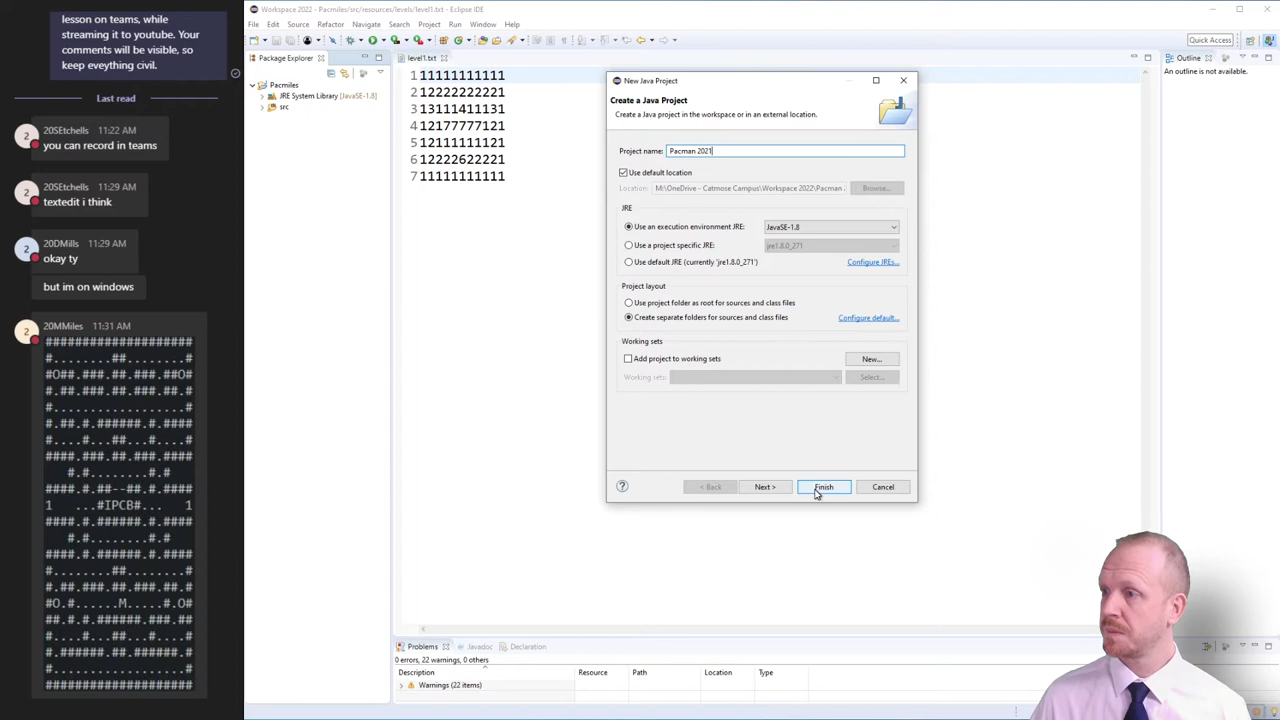 lesson on teams, while
streaming it to youtube. Your
comments will be visible, so
keep eveything civil.
Last read
20SEtchells 11:22 AM
you can record in teams
20SEtchells 11:29 AM
textedit i think
20DMills 11:29 AM
okay ty
but im on windows
20MMiles 11:31 AM
Workspace 2022 - Pacmiles/src/resources/levels/level1.txt - Eclipse IDE
File Edit Source Refactor Navigate Search Project Run Window Help
Quick Access
Package Explorer
Pacmiles
JRE System Library [JavaSE-1.8]
src
level1.txt
1 11111111111
2 12222222221
3 13111411131
4 12177777121
5 12111111121
6 12222622221
7 11111111111
New Java Project
Create a Java Project
Create a Java project in the workspace or in an external location.
Project name: Pacman 2021
Use default location
Location: M:\OneDrive - Catmose Campus\Workspace 2022\Pacman Browse...
JRE
Use an execution environment JRE: JavaSE-1.8
Use a project specific JRE: jre1.8.0_271
Use default JRE (currently 'jre1.8.0_271') Configure JREs...
Project layout
Use project folder as root for sources and class files
Create separate folders for sources and class files Configure default...
Working sets
Add project to working sets New...
Working sets: Select...
? < Back Next > Finish Cancel
Outline
An outline is not available.
Problems Javadoc Declaration
0 errors, 22 warnings, 0 others
Description Resource Path Location Type
Warnings (22 items)